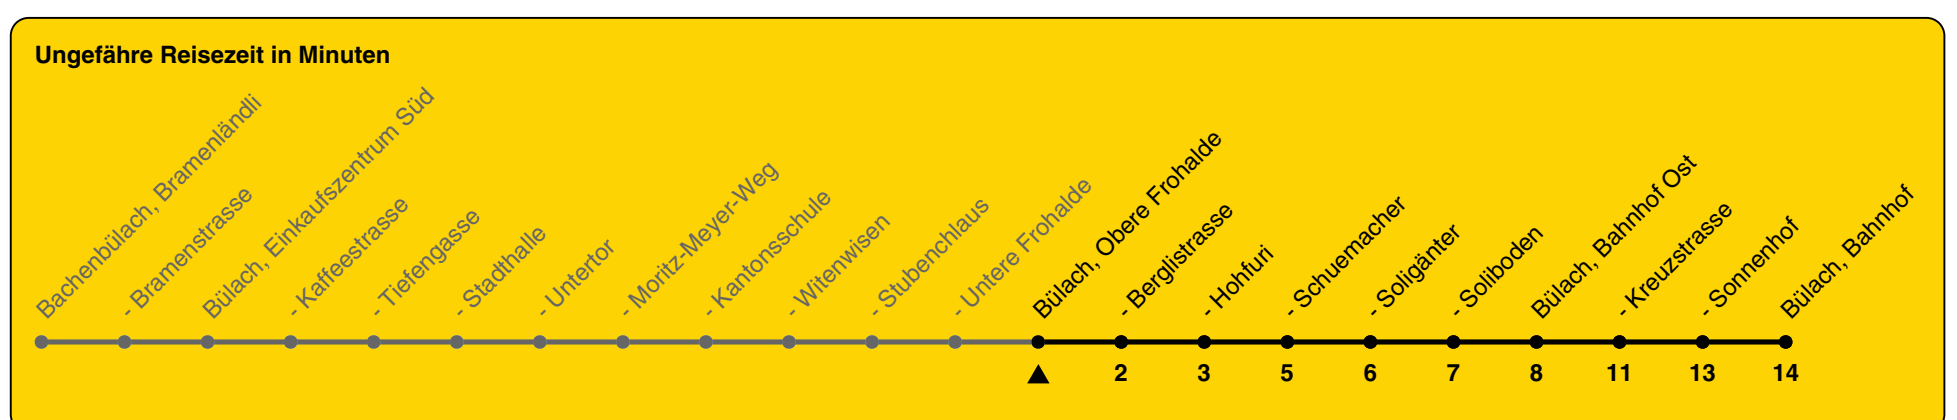 Ungefähre Reisezeit in Minuten
Bachenbülach, Bramenländli
- Bramenstrasse
Bülach, Einkaufszentrum Süd
- Kaffeestrasse
- Tiefengasse
- Stadthalle
- Untertor
- Moritz-Meyer-Weg
- Kantonsschule
- Witenwisen
- Stubenchlaus
- Untere Frohalde
Bülach, Obere Frohalde
- Berglistrasse
- Hohfuri
- Schuemacher
- Soligänter
- Soliboden
Bülach, Bahnhof Ost
- Kreuzstrasse
- Sonnenhof
Bülach, Bahnhof
2 3 5 6 7 8 11 13 14